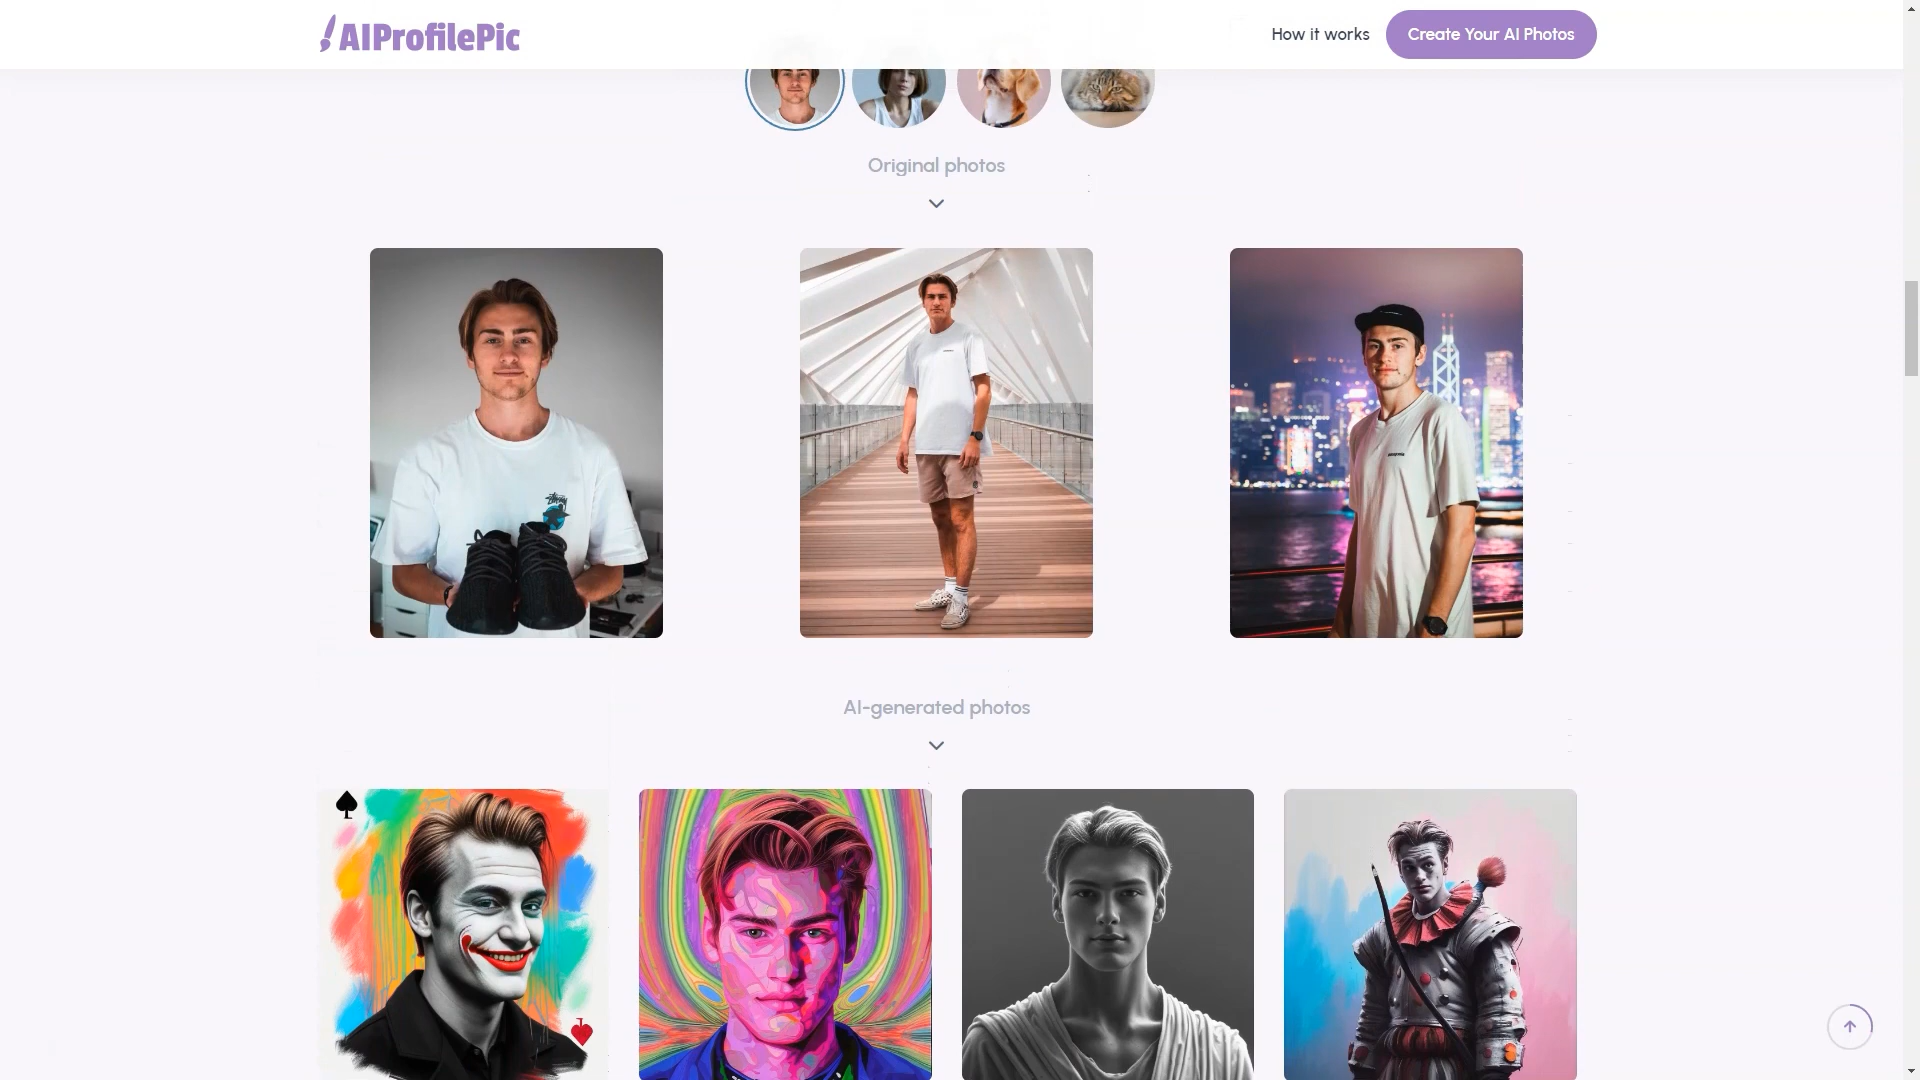 AIProfilePic
How it works
Create Your AI Photos
Original photos
AI-generated photos